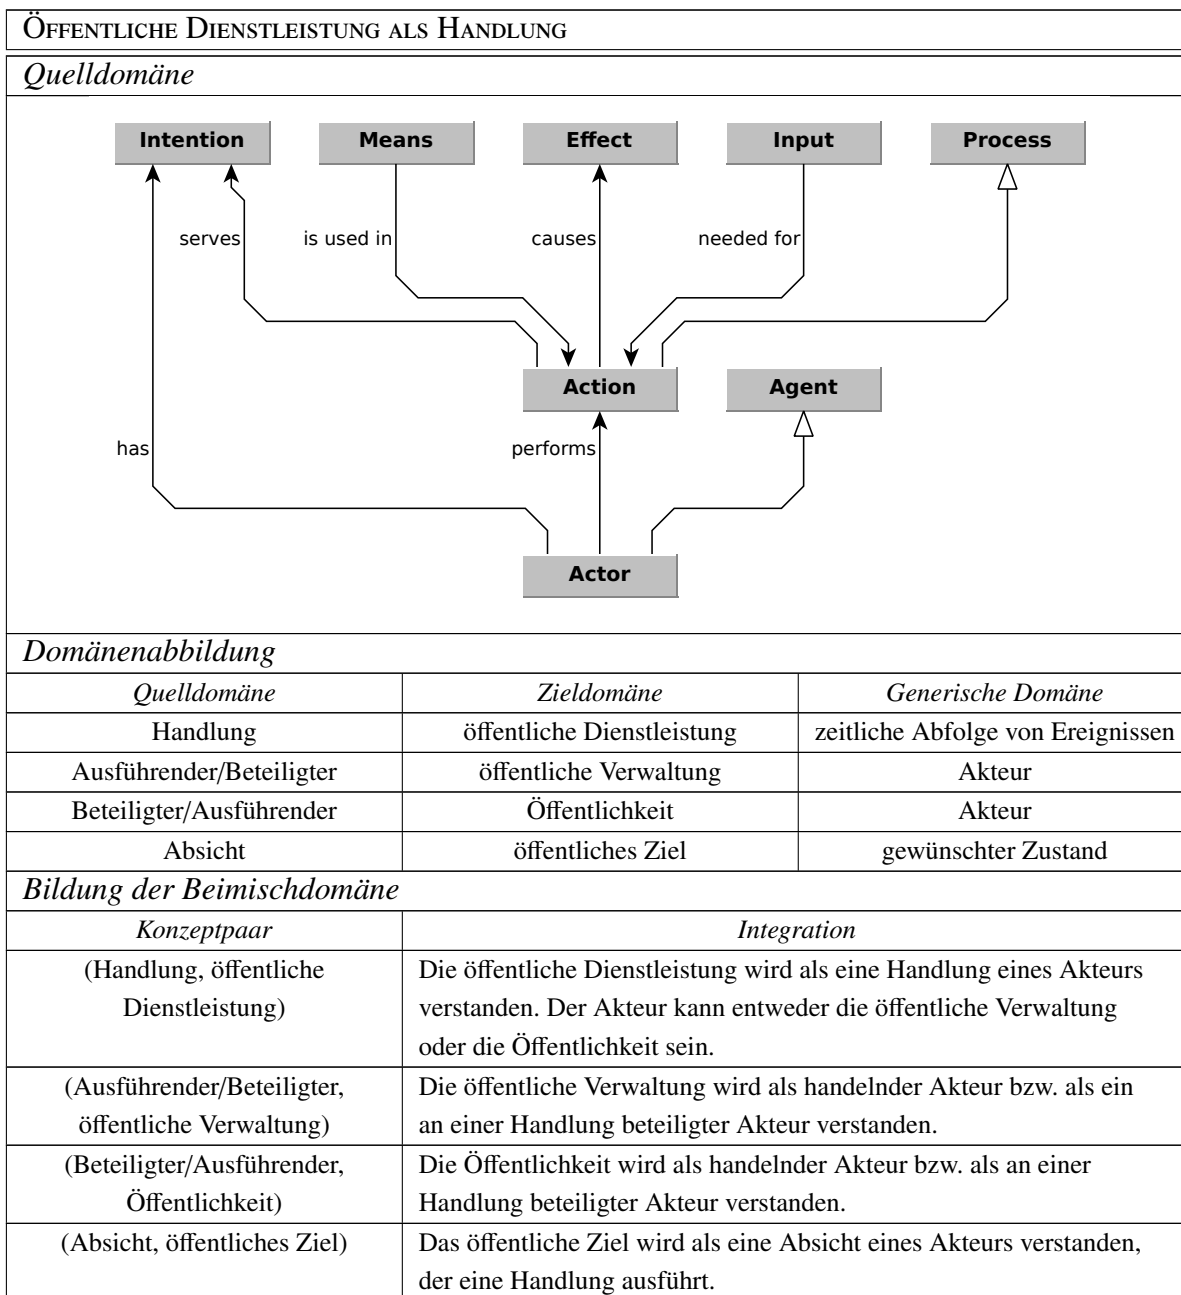 Öffentliche Dienstleistung als Handlung
Quelldomäne
Intention Means Effect Input Process
serves is used in causes needed for
Action Agent
has performs
Actor
Domänenabbildung
Quelldomäne Zieldomäne Generische Domäne
Handlung öffentliche Dienstleistung zeitliche Abfolge von Ereignissen
Ausführender/Beteiligter öffentliche Verwaltung Akteur
Beteiligter/Ausführender Öffentlichkeit Akteur
Absicht öffentliches Ziel gewünschter Zustand
Bildung der Beimischdomäne
Konzeptpaar Integration
(Handlung, öffentliche Die öffentliche Dienstleistung wird als eine Handlung eines Akteurs
Dienstleistung) verstanden. Der Akteur kann entweder die öffentliche Verwaltung
oder die Öffentlichkeit sein.
(Ausführender/Beteiligter, Die öffentliche Verwaltung wird als handelnder Akteur bzw. als ein
öffentliche Verwaltung) an einer Handlung beteiligter Akteur verstanden.
(Beteiligter/Ausführender, Die Öffentlichkeit wird als handelnder Akteur bzw. als an einer
Öffentlichkeit) Handlung beteiligter Akteur verstanden.
(Absicht, öffentliches Ziel) Das öffentliche Ziel wird als eine Absicht eines Akteurs verstanden,
der eine Handlung ausführt.